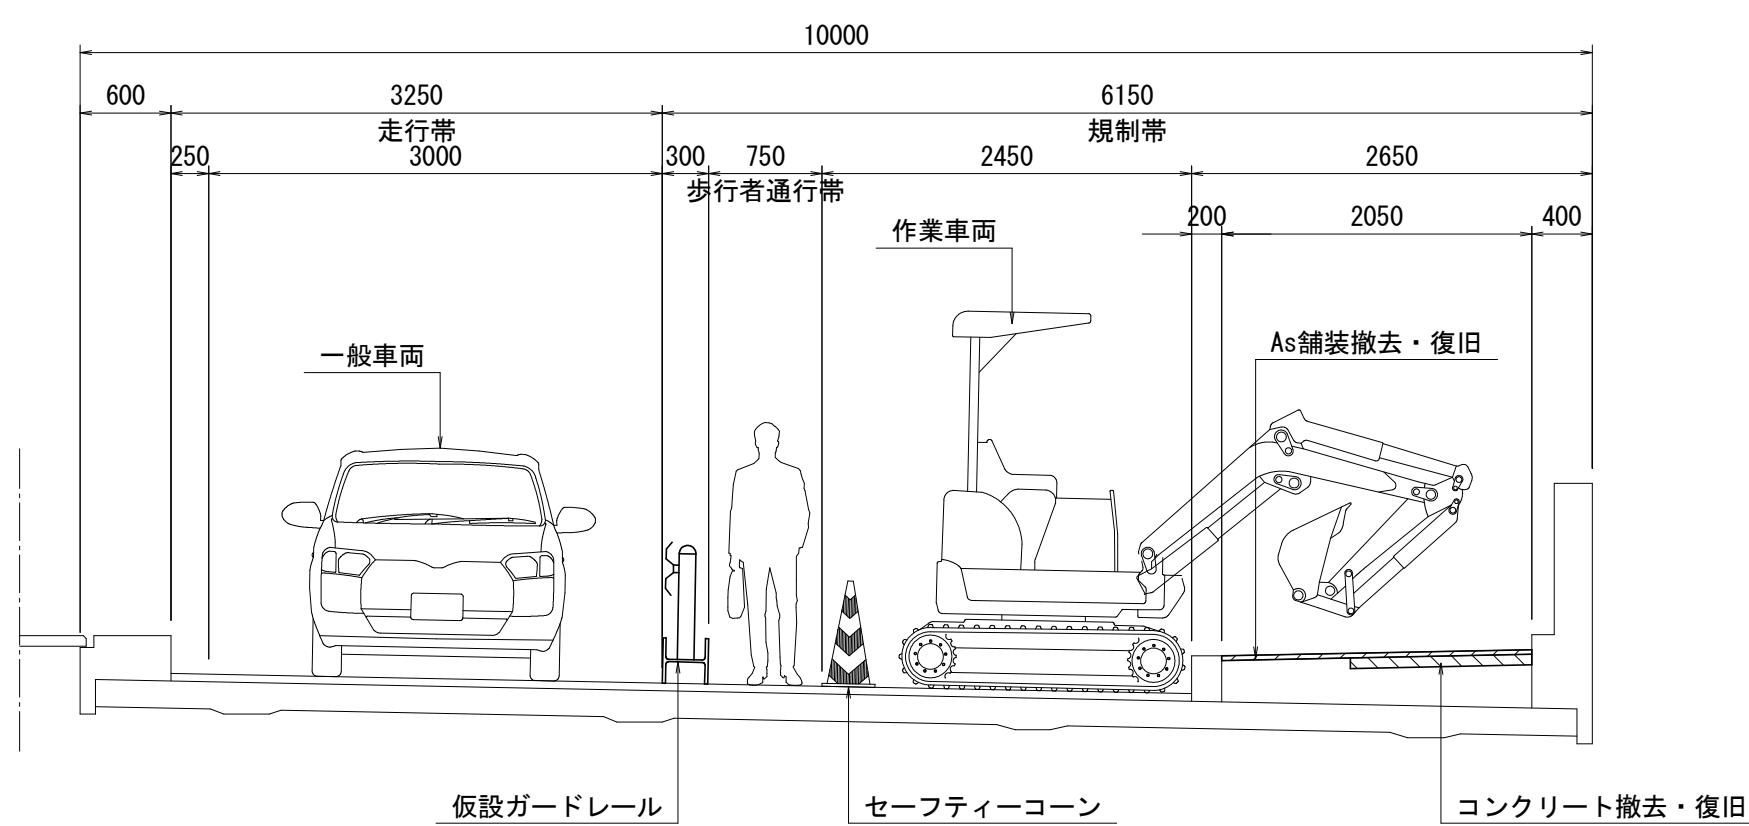 10000
600
3250
6150
走行帯
規制帯
250
3000
300
750
2450
2650
歩行者通行帯
200
2050
400
作業車両
一般車両
As舗装撤去・復旧
仮設ガードレール
セーフティーコーン
コンクリート撤去・復旧